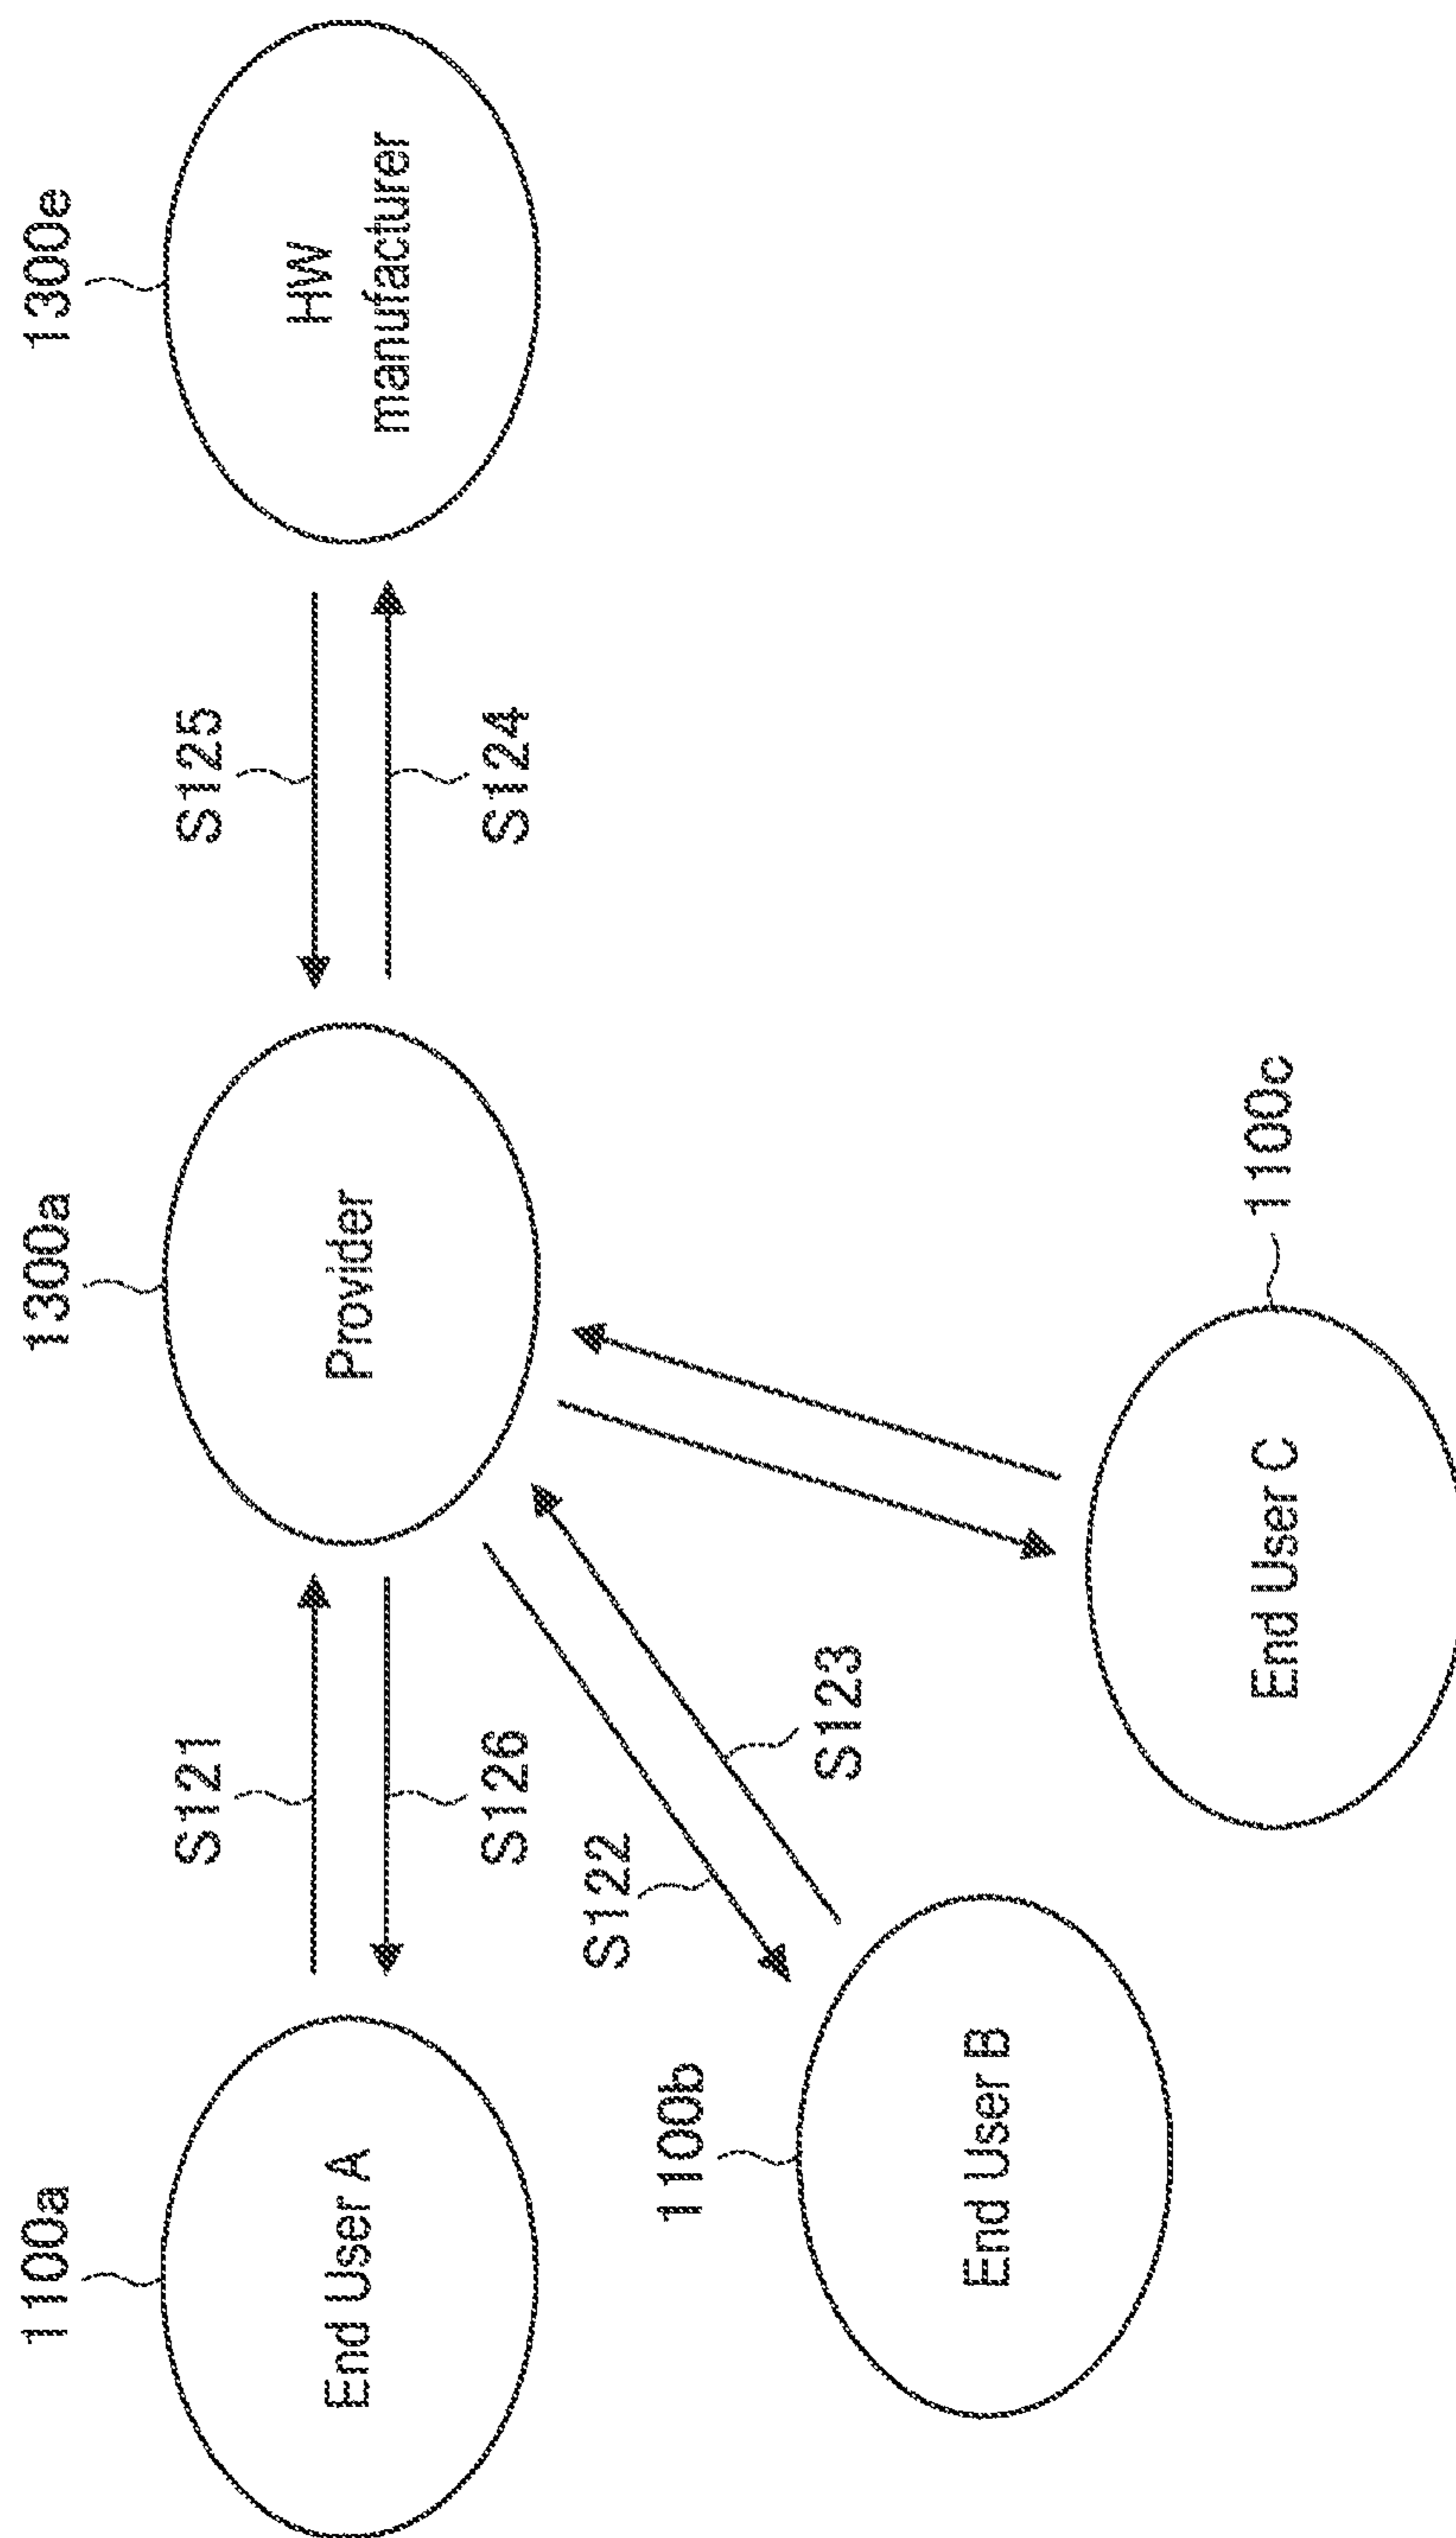 1100a
1300a
1300e
End User A
S121
S126
Provider
S125
S124
HW
manufacturer
S122
S123
1100b
End User B
End User C
1100c